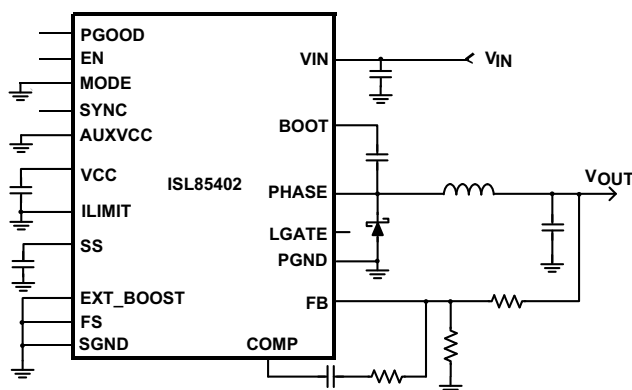 PGOOD
EN
MODE
SYNC
AUXVCC
VCC
ILIMIT
SS
EXT_BOOST
FS
SGND
ISL85402
VIN
BOOT
PHASE
LGATE
PGND
FB
COMP
VIN
VOUT